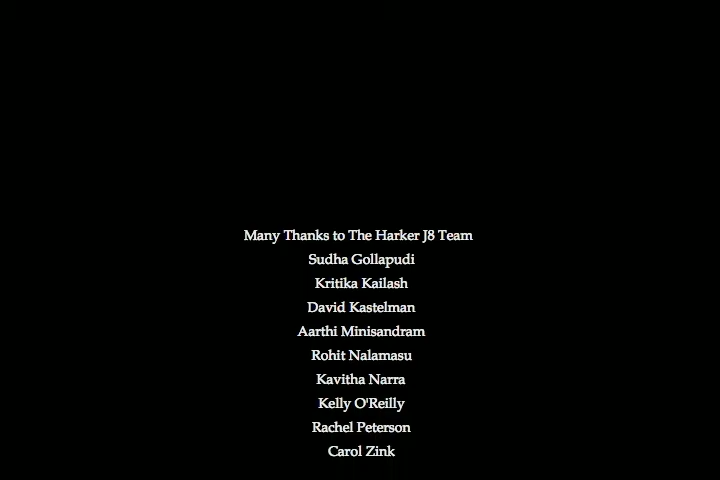 Many Thanks to The Harker J8 Team
Sudha Gollapudi
Kritika Kailash
David Kastelman
Aarthi Minisandram
Rohit Nalamasu
Kavitha Narra
Kelly O'Reilly
Rachel Peterson
Carol Zink